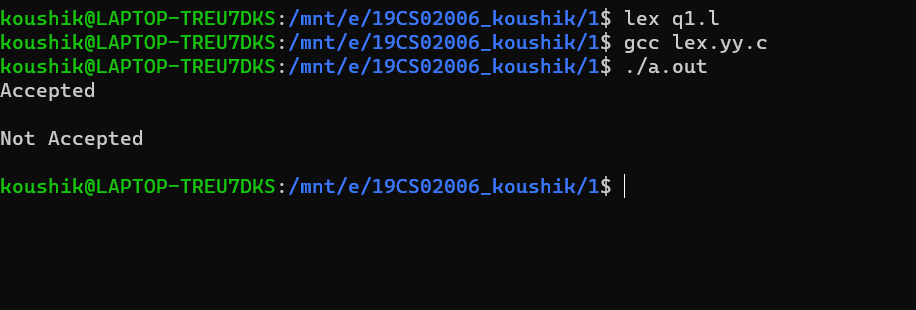 koushik@LAPTOP-TREU7DKS:/mnt/e/19CS02006_koushik/1$ lex q1.l
koushik@LAPTOP-TREU7DKS:/mnt/e/19CS02006_koushik/1$ gcc lex.yy.c
koushik@LAPTOP-TREU7DKS:/mnt/e/19CS02006_koushik/1$ ./a.out
Accepted
Not Accepted
koushik@LAPTOP-TREU7DKS:/mnt/e/19CS02006_koushik/1$